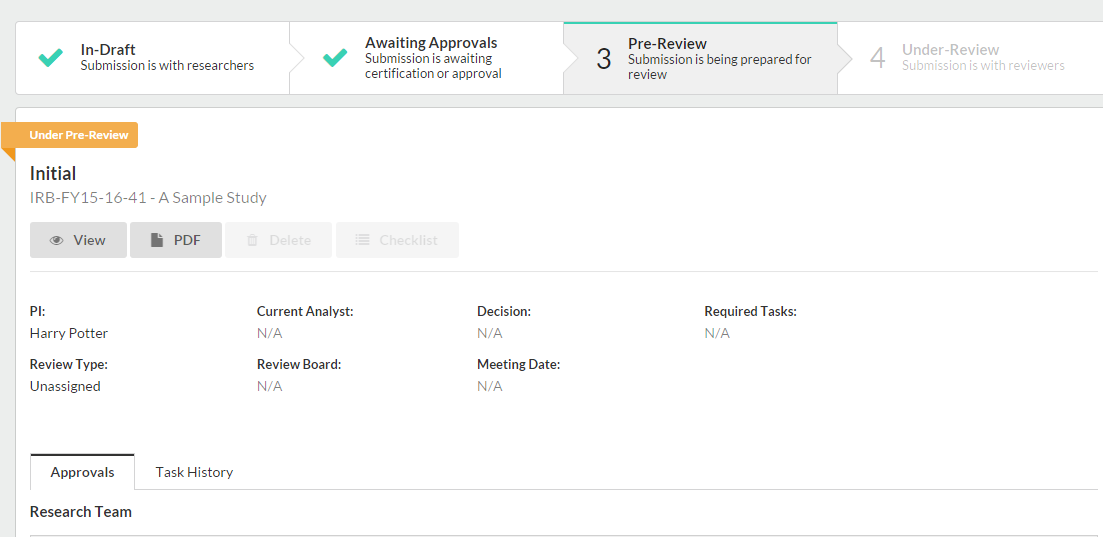 In-Draft
Submission is with researchers
Awaiting Approvals
Submission is awaiting
certification or approval
3
Pre-Review
Submission is being prepared for
review
4
Under-Review
Submission is with reviewers
Under Pre-Review
Initial
IRB-FY15-16-41 - A Sample Study
View PDF Delete Checklist
PI: Current Analyst: Decision: Required Tasks:
Harry Potter N/A N/A N/A
Review Type: Review Board: Meeting Date:
Unassigned N/A N/A
Approvals Task History
Research Team